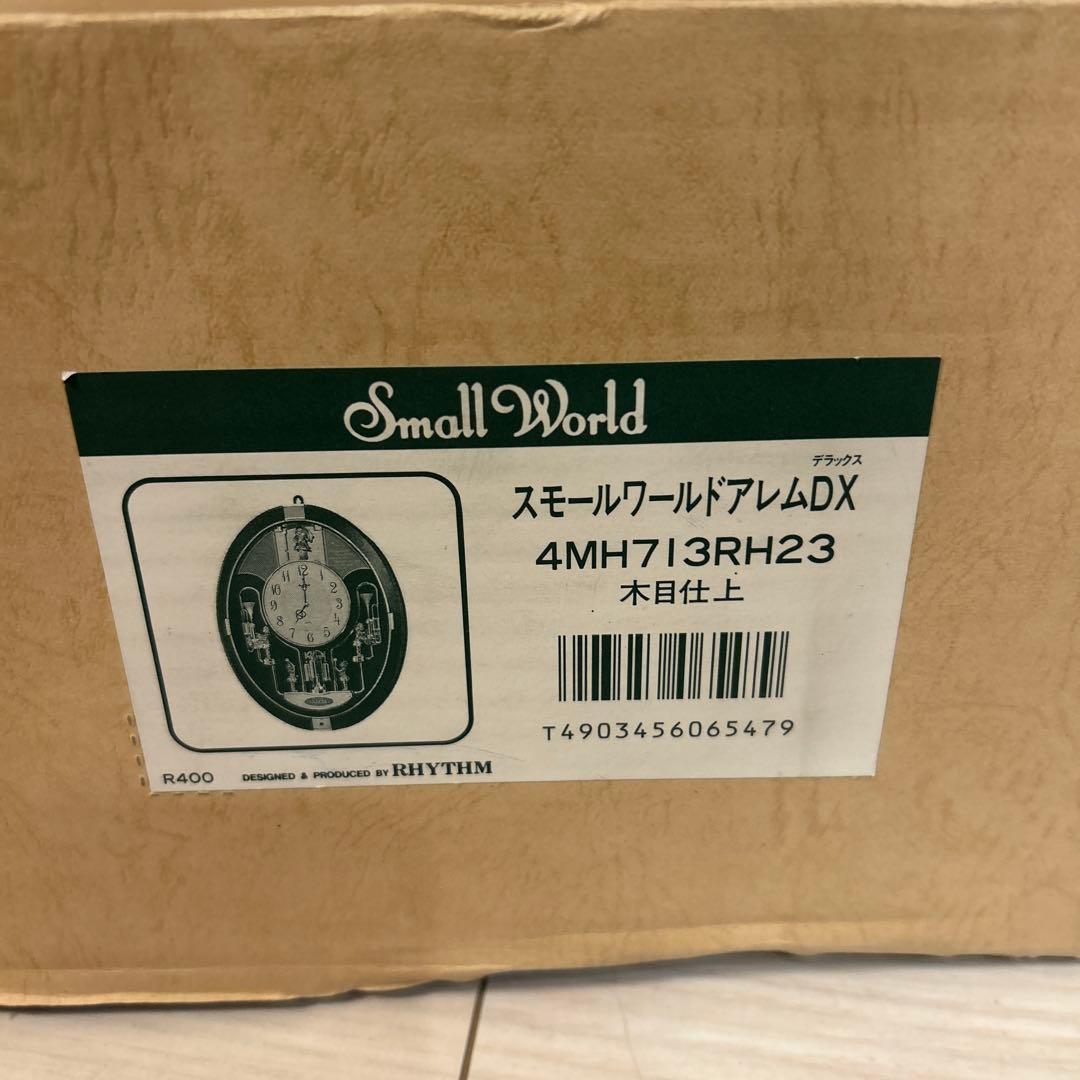 Small World
デラックス
スモールワールドアレムDX
4MH713RH23
木目仕上
T4903456065479
R400 DESIGNED & PRODUCED BY RHYTHM